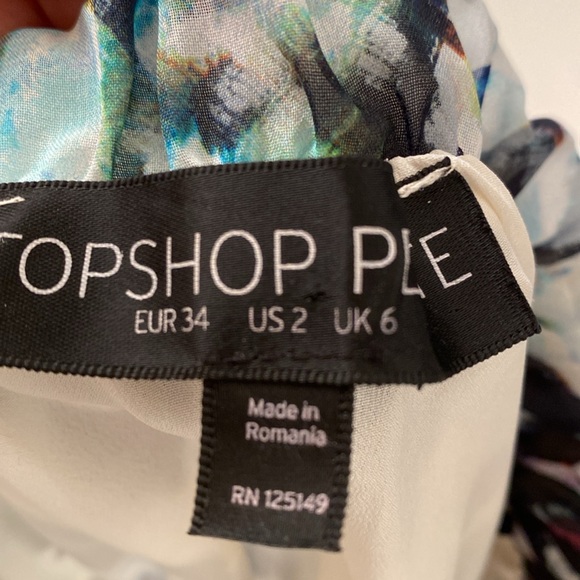 TOPSHOP
EUR 34 US 2 UK 6
Made in
Romania
RN 125149